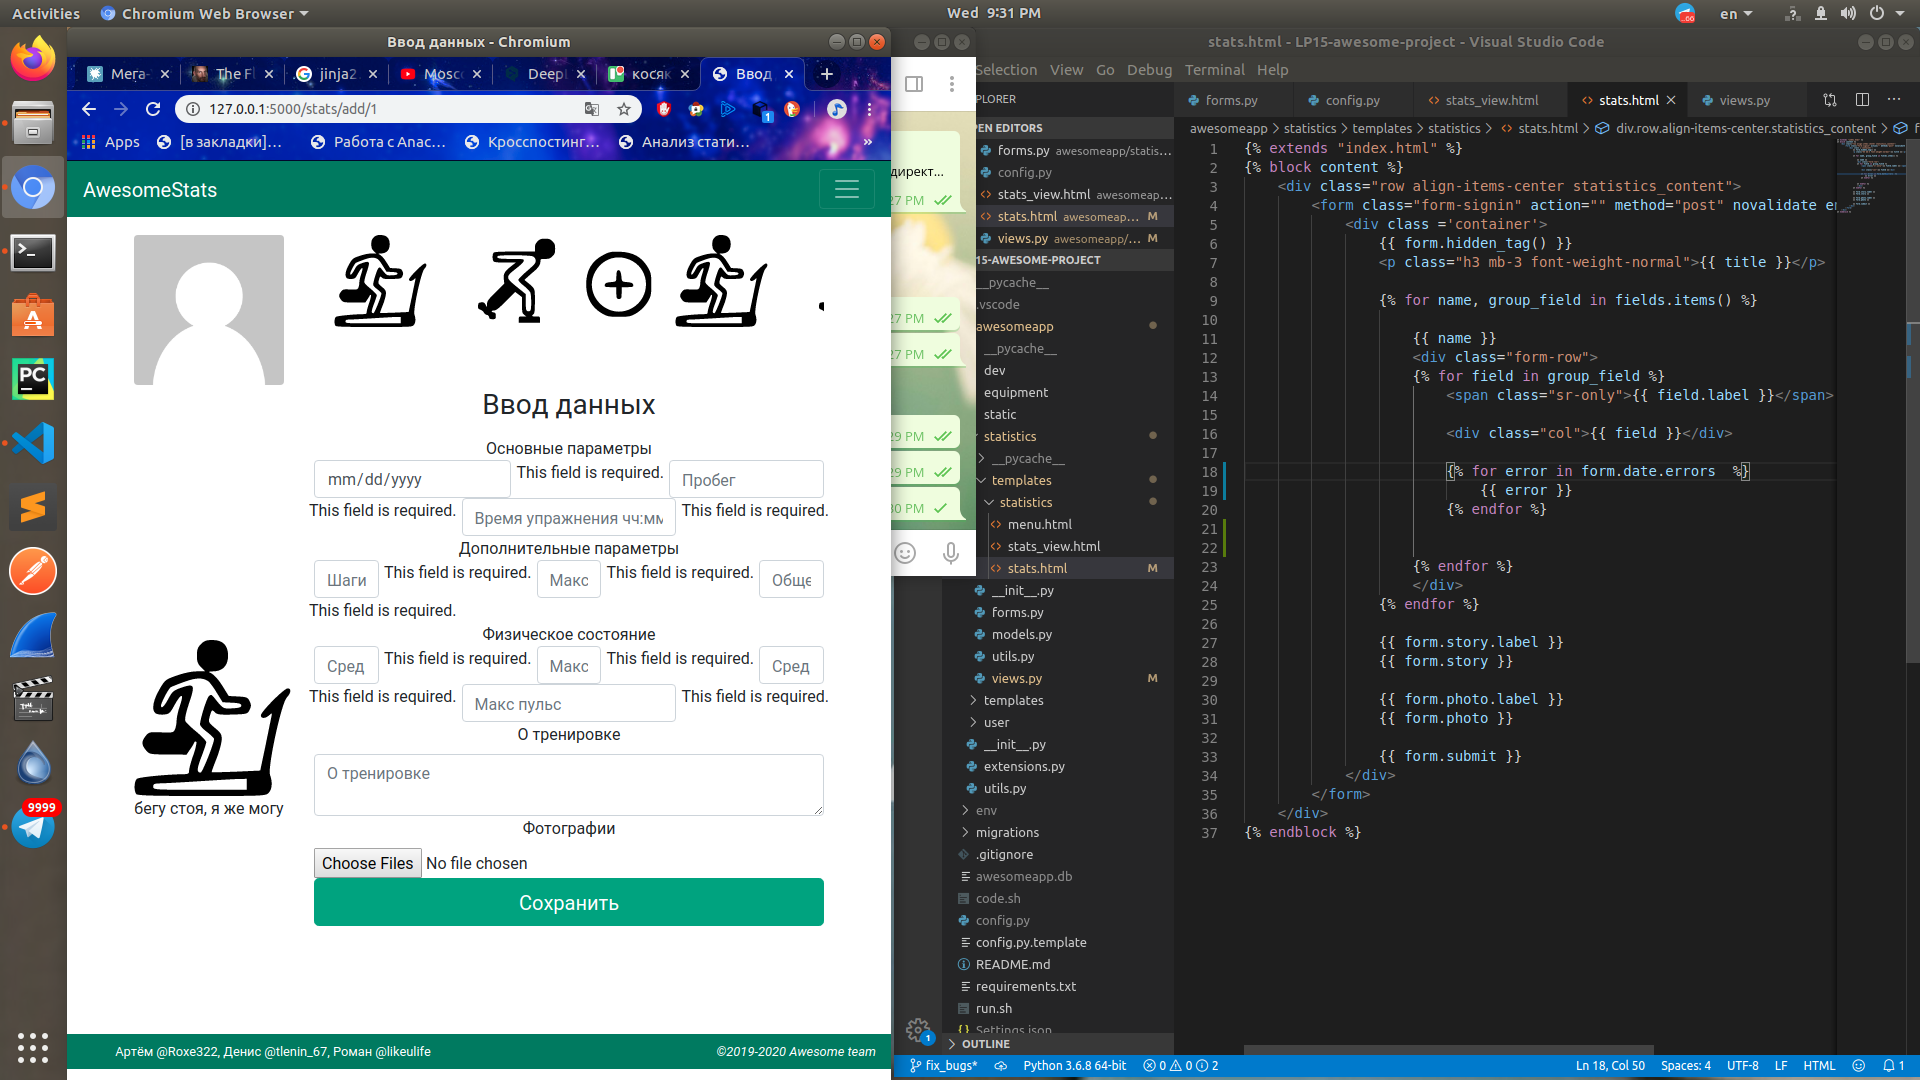 Activities
Chromium Web Browser
Wed 9:31 PM
66
en
Ввод данных - Chromium
Мега-
The Fl
jinja2
Mosc
Deepl
косяк
Ввод
127.0.0.1:5000/stats/add/1
Apps
[в закладки]...
Работа с Anac...
Кросспостинг...
Анализ стати...
»
AwesomeStats
Ввод данных
Основные параметры
mm/dd/yyyy
This field is required.
Пробег
This field is required.
Время упражнения чч:мм
This field is required.
Дополнительные параметры
Шаги
This field is required.
Макс
This field is required.
Обще
This field is required.
Физическое состояние
Сред
This field is required.
Макс
This field is required.
Сред
This field is required.
Макс пульс
This field is required.
О тренировке
О тренировке
бегу стоя, я же могу
Фотографии
Choose Files No file chosen
Сохранить
Артём @Roxe322, Денис @tlenin_67, Роман @likeulife
©2019-2020 Awesome team
9999
директ...
27 PM
27 PM
27 PM
29 PM
29 PM
30 PM
stats.html - LP15-awesome-project - Visual Studio Code
Selection View Go Debug Terminal Help
PLORER
PEN EDITORS
forms.py awesomeapp/statis...
config.py
stats_view.html awesomeapp...
stats.html awesomeap... M
views.py awesomeapp/... M
15-AWESOME-PROJECT
__pycache__
.vscode
awesomeapp
__pycache__
dev
equipment
static
statistics
__pycache__
templates
statistics
menu.html
stats_view.html
stats.html M
__init__.py
forms.py
models.py
utils.py
views.py M
templates
user
__init__.py
extensions.py
utils.py
env
migrations
.gitignore
awesomeapp.db
code.sh
config.py
config.py.template
README.md
requirements.txt
run.sh
Settings.json
OUTLINE
forms.py
config.py
stats_view.html
stats.html
views.py
awesomeapp > statistics > templates > statistics > stats.html > div.row.align-items-center.statistics_content > f
1 {% extends "index.html" %}
2 {% block content %}
3 <div class="row align-items-center statistics_content">
4 <form class="form-signin" action="" method="post" novalidate en
5 <div class ='container'>
6 {{ form.hidden_tag() }}
7 <p class="h3 mb-3 font-weight-normal">{{ title }}</p>
8
9 {% for name, group_field in fields.items() %}
10
11 {{ name }}
12 <div class="form-row">
13 {% for field in group_field %}
14 <span class="sr-only">{{ field.label }}</span>
15
16 <div class="col">{{ field }}</div>
17
18 {% for error in form.date.errors  %}
19 {{ error }}
20 {% endfor %}
21
22
23 {% endfor %}
24 </div>
25 {% endfor %}
26
27 {{ form.story.label }}
28 {{ form.story }}
29
30 {{ form.photo.label }}
31 {{ form.photo }}
32
33 {{ form.submit }}
34 </div>
35 </form>
36 </div>
37 {% endblock %}
1
fix_bugs*
Python 3.6.8 64-bit
0 0 2
Ln 18, Col 50
Spaces: 4
UTF-8
LF
HTML
1